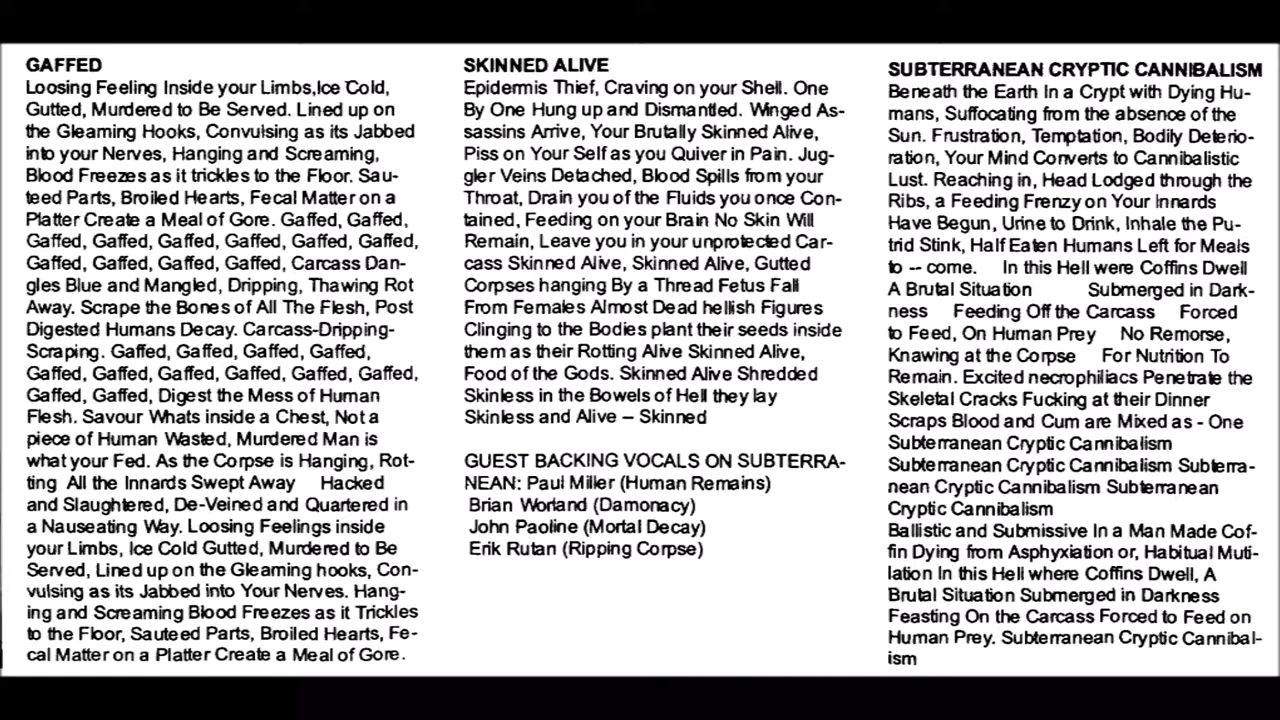 GAFFED
Loosing Feeling Inside your Limbs,Ice Cold,
Gutted, Murdered to Be Served. Lined up on
the Gleaming Hooks, Convulsing as its Jabbed
into your Nerves, Hanging and Screaming,
Blood Freezes as it trickles to the Floor. Sau-
teed Parts, Broiled Hearts, Fecal Matter on a
Platter Create a Meal of Gore. Gaffed, Gaffed,
Gaffed, Gaffed, Gaffed, Gaffed, Gaffed, Gaffed,
Gaffed, Gaffed, Gaffed, Gaffed, Carcass Dan-
gles Blue and Mangled, Dripping, Thawing Rot
Away. Scrape the Bones of All The Flesh, Post
Digested Humans Decay. Carcass-Dripping-
Scraping. Gaffed, Gaffed, Gaffed, Gaffed,
Gaffed, Gaffed, Gaffed, Gaffed, Gaffed, Gaffed,
Gaffed, Gaffed, Digest the Mess of Human
Flesh. Savour Whats inside a Chest, Not a
piece of Human Wasted, Murdered Man is
what your Fed. As the Corpse is Hanging, Rot-
ting All the Innards Swept Away Hacked
and Slaughtered, De-Veined and Quartered in
a Nauseating Way. Loosing Feelings inside
your Limbs, Ice Cold Gutted, Murdered to Be
Served, Lined up on the Gleaming hooks, Con-
vulsing as its Jabbed into Your Nerves. Hang-
ing and Screaming Blood Freezes as it Trickles
to the Floor, Sauteed Parts, Broiled Hearts, Fe-
cal Matter on a Platter Create a Meal of Gore.
SKINNED ALIVE
Epidermis Thief, Craving on your Shell. One
By One Hung up and Dismantled. Winged As-
sassins Arrive, Your Brutally Skinned Alive,
Piss on Your Self as you Quiver in Pain. Jug-
gler Veins Detached, Blood Spills from your
Throat, Drain you of the Fluids you once Con-
tained, Feeding on your Brain No Skin Will
Remain, Leave you in your unprotected Car-
cass Skinned Alive, Skinned Alive, Gutted
Corpses hanging By a Thread Fetus Fall
From Females Almost Dead hellish Figures
Clinging to the Bodies plant their seeds inside
them as their Rotting Alive Skinned Alive,
Food of the Gods. Skinned Alive Shredded
Skinless in the Bowels of Hell they lay
Skinless and Alive – Skinned
GUEST BACKING VOCALS ON SUBTERRA-
NEAN: Paul Miller (Human Remains)
Brian Worland (Damonacy)
John Paoline (Mortal Decay)
Erik Rutan (Ripping Corpse)
SUBTERRANEAN CRYPTIC CANNIBALISM
Beneath the Earth In a Crypt with Dying Hu-
mans, Suffocating from the absence of the
Sun. Frustration, Temptation, Bodily Deterio-
ration, Your Mind Converts to Cannibalistic
Lust. Reaching in, Head Lodged through the
Ribs, a Feeding Frenzy on Your Innards
Have Begun, Urine to Drink, Inhale the Pu-
trid Stink, Half Eaten Humans Left for Meals
to -- come. In this Hell were Coffins Dwell
A Brutal Situation Submerged in Dark-
ness Feeding Off the Carcass Forced
to Feed, On Human Prey No Remorse,
Knawing at the Corpse For Nutrition To
Remain. Excited necrophiliacs Penetrate the
Skeletal Cracks Fucking at their Dinner
Scraps Blood and Cum are Mixed as - One
Subterranean Cryptic Cannibalism
Subterranean Cryptic Cannibalism Subterra-
nean Cryptic Cannibalism Subterranean
Cryptic Cannibalism
Ballistic and Submissive In a Man Made Cof-
fin Dying from Asphyxiation or, Habitual Muti-
lation In this Hell where Coffins Dwell, A
Brutal Situation Submerged in Darkness
Feasting On the Carcass Forced to Feed on
Human Prey. Subterranean Cryptic Cannibal-
ism